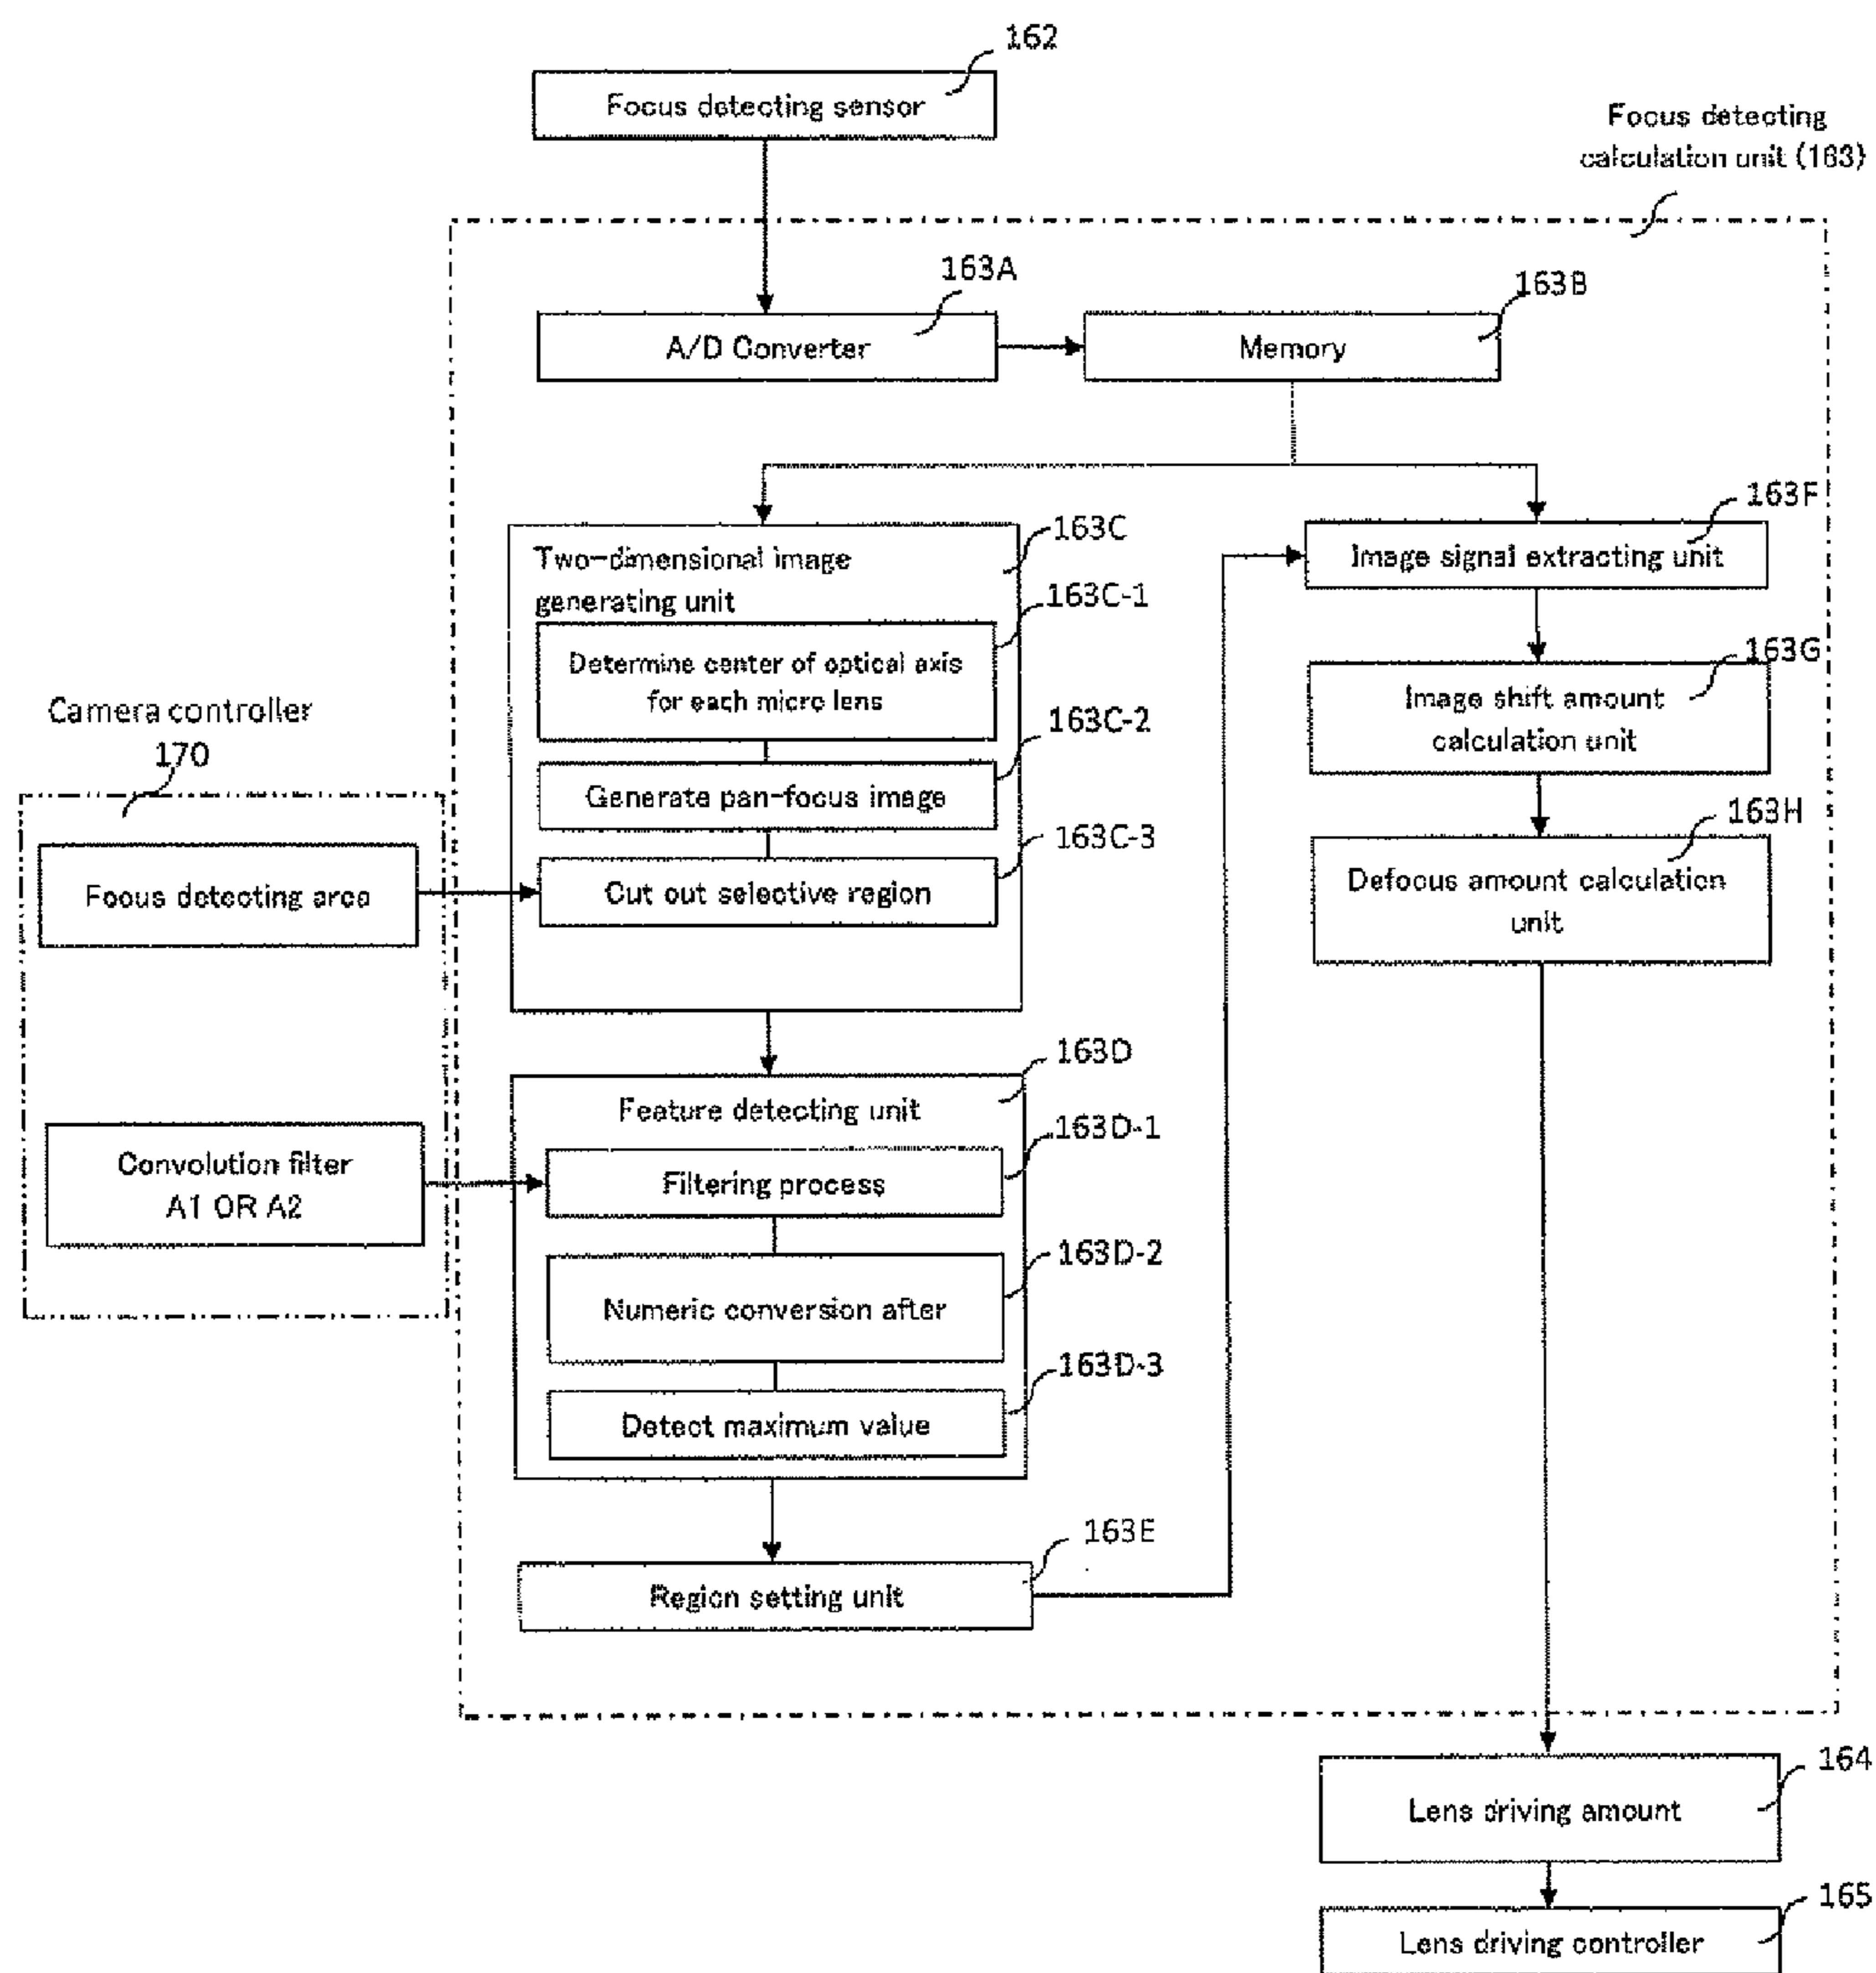 162
Focus detecting sensor
Focus detecting
calculation unit (163)
163A
163B
A/D Converter
Memory
163C
163F
Two-dimensional image
generating unit
Image signal extracting unit
163C-1
Determine center of optical axis
for each micro lens
163G
Image shift amount
calculation unit
Camera controller
170
163C-2
Generate pan-focus image
163C-3
163H
Focus detecting area
Cut out selective region
Defocus amount calculation
unit
163D
Feature detecting unit
163D-1
Convolution filter
A1 OR A2
Filtering process
163D-2
Numeric conversion after
163D-3
Detect maximum value
163E
Region setting unit
164
Lens driving amount
165
Lens driving controller